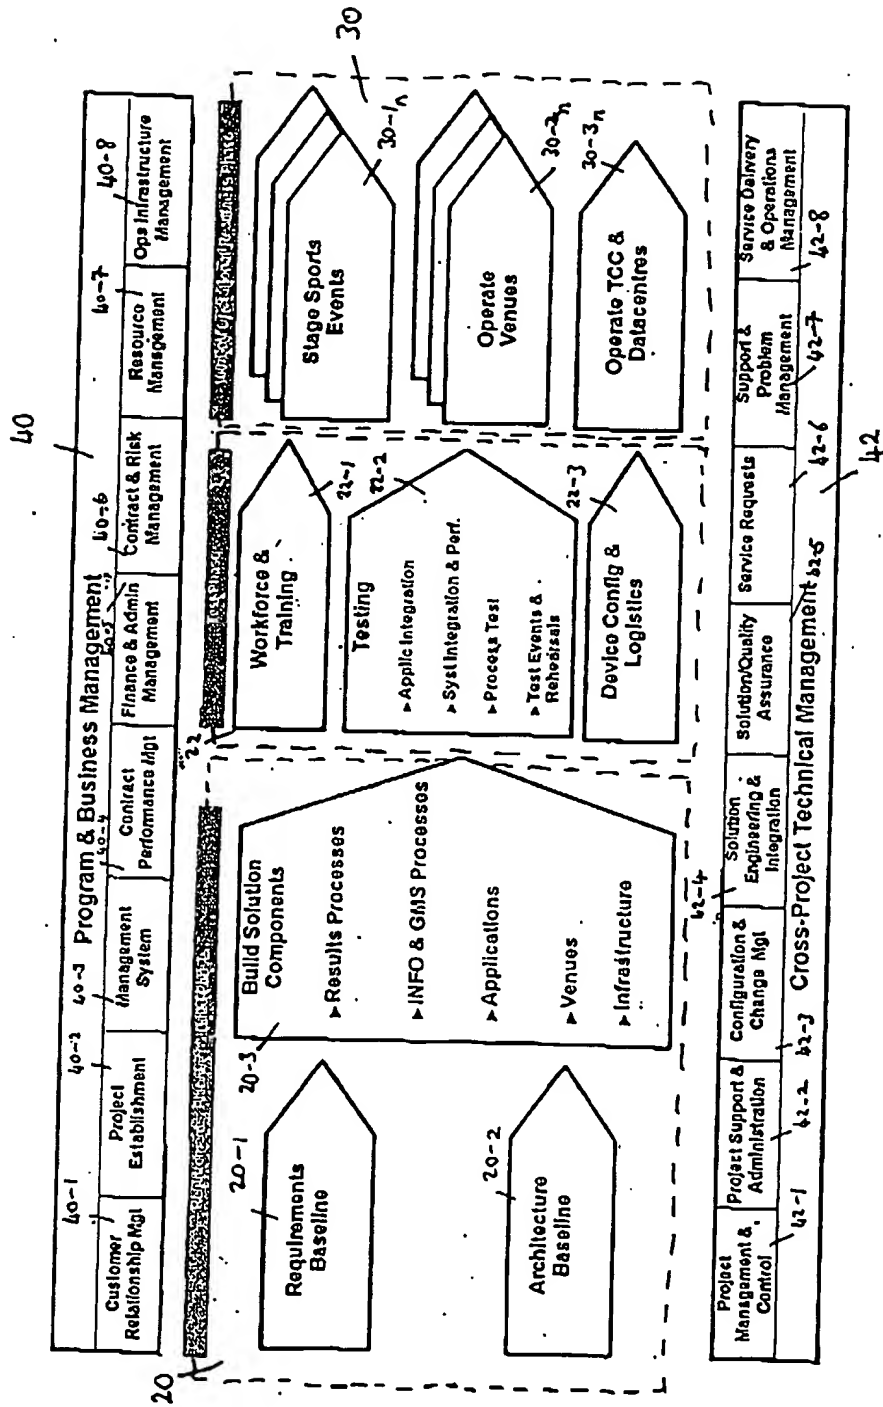 40
Program & Business Management
40-1
40-2
40-3
40-4
40-5
40-6
40-7
40-8
Customer
Relationship Mgt
Project
Establishment
Management
System
Contract
Performance Mgt
Finance & Admin
Management
Contract & Risk
Management
Resource
Management
Ops Infrastructure
Management
20
22
30
20-1
Requirements
Baseline
20-2
Architecture
Baseline
20-3
Build Solution
Components
➤Results Processes
➤INFO & GMS Processes
➤Applications
➤Venues
➤Infrastructure
Workforce &
Training
22-1
Testing
22-2
➤Applic Integration
➤Syst Integration & Perf.
➤Process Test
➤Test Events &
Rehearsals
Device Config &
Logistics
22-3
Stage Sports
Events
30-1n
Operate
Venues
30-2n
Operate TCC &
Datacentres
30-3n
Project
Management &
Control
Project Support &
Administration
Configuration &
Change Mgt
Solution
Engineering &
Integration
Solution/Quality
Assurance
Service Requests
Support &
Problem
Management
Service Delivery
& Operations
Management
42-1
42-2
42-3
42-4
42-5
42-6
42-7
42-8
Cross-Project Technical Management
42